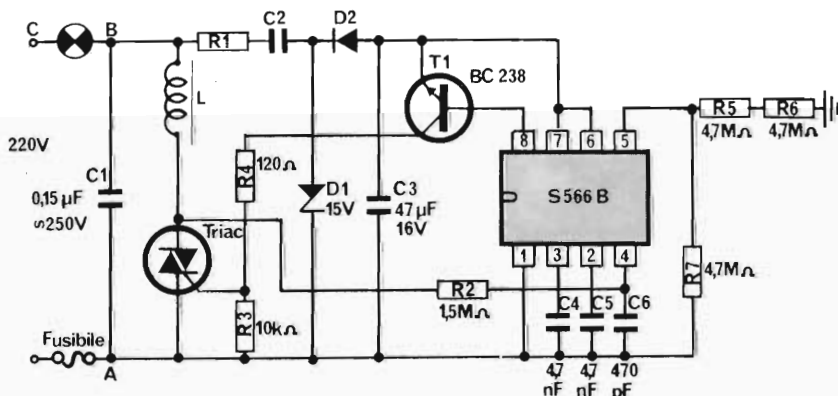 C
B
R1
C2
D1
D2
T1
BC 238
L
220V
C1
0,15 µF
∽250V
R4
120Ω
D1
15V
C3
47 µF
16V
8
7
6
5
R5
4,7MΩ
R6
4,7MΩ
S566 B
Triac
1
3
2
4
R2
1,5MΩ
R7
4,7MΩ
R3
10kΩ
C4
C5
C6
Fusibile
A
4,7
nF
4,7
nF
470
pF